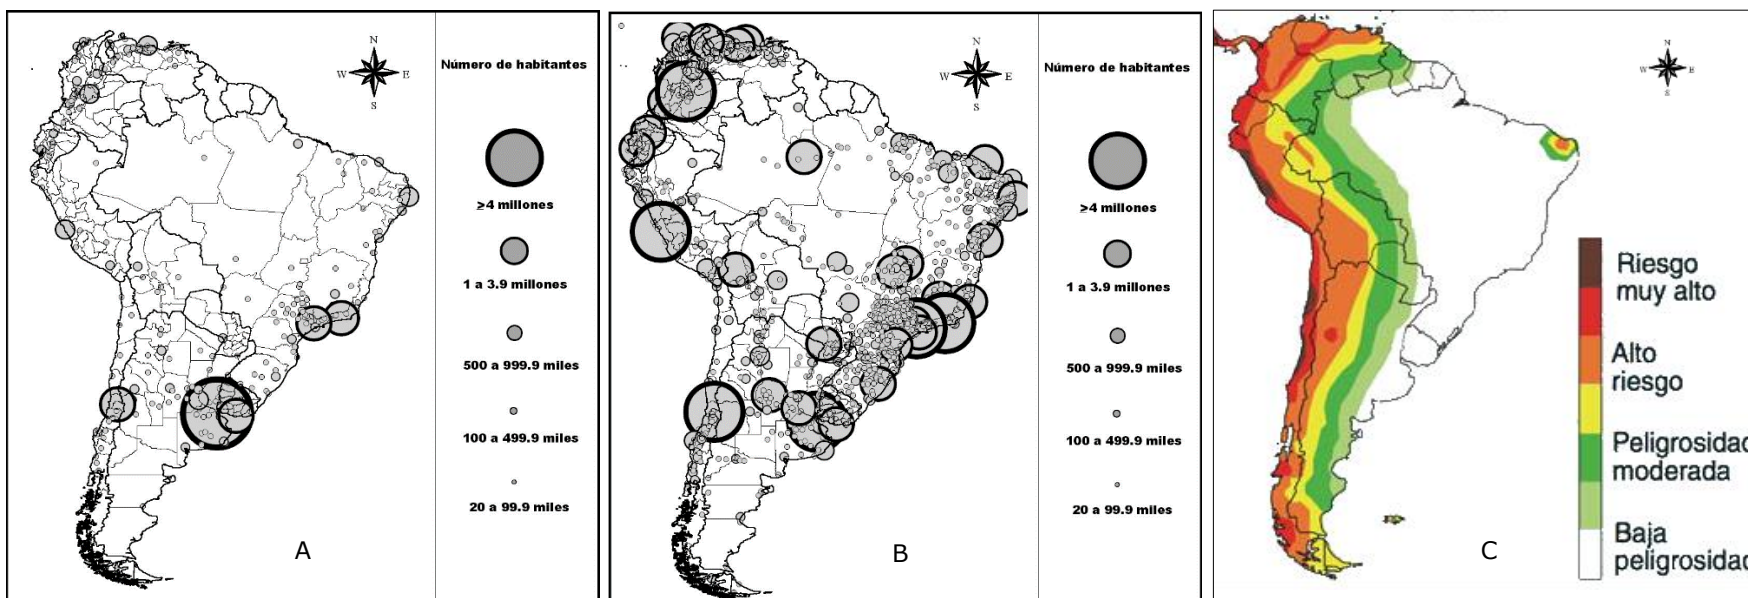 N
W E
S
Número de habitantes
≥4 millones
1 a 3.9 millones
500 a 999.9 miles
100 a 499.9 miles
20 a 99.9 miles
A
N
W E
S
Número de habitantes
≥4 millones
1 a 3.9 millones
500 a 999.9 miles
100 a 499.9 miles
20 a 99.9 miles
B
N
W E
S
Riesgo
muy alto
Alto
riesgo
Peligrosidad
moderada
Baja
peligrosidad
C